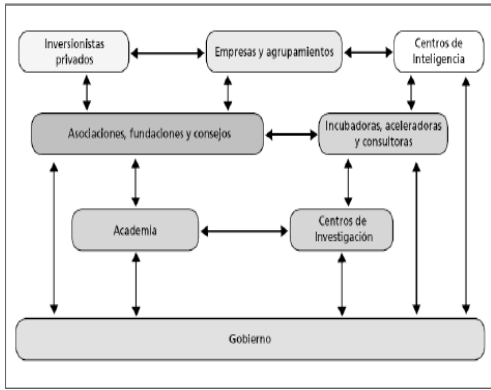 Inversionistas
privados
Empresas y agrupamientos
Centros de
Inteligencia
Asociaciones, fundaciones y consejos
Incubadoras, aceleradoras
y consultoras
Academia
Centros de
Investigación
Gobierno